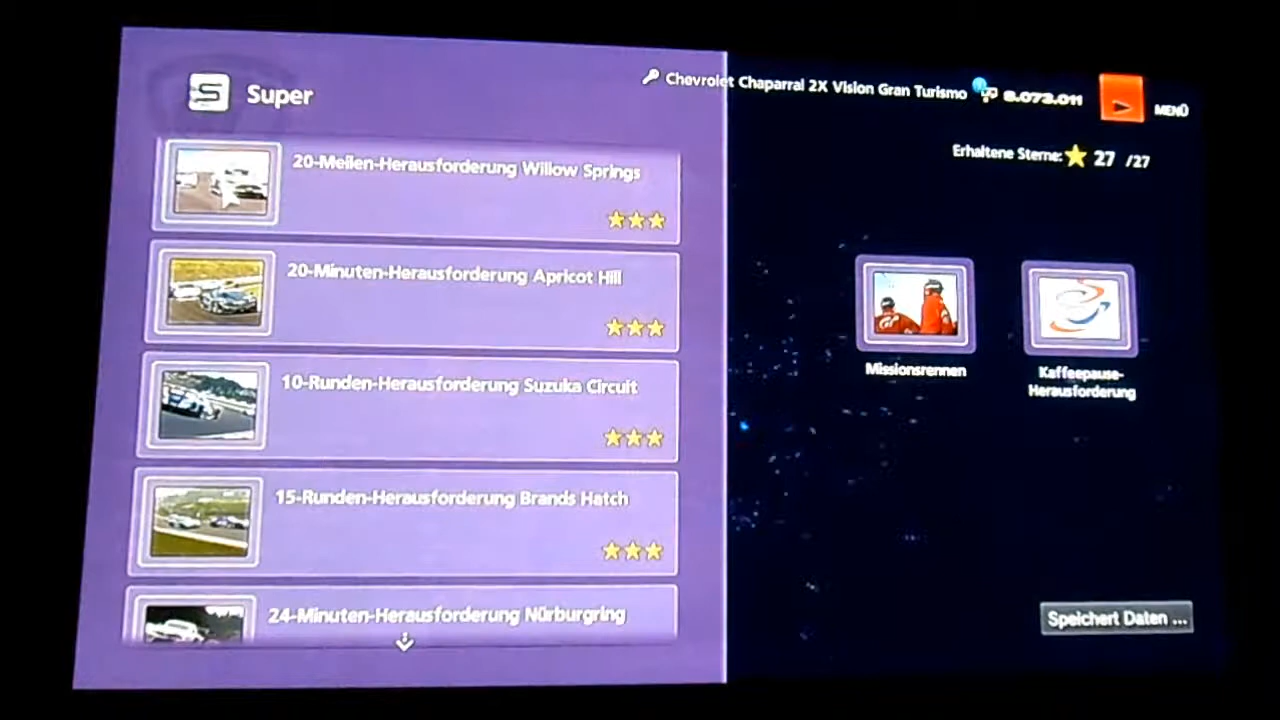 Super
Chevrolet Chaparral 2X Vision Gran Turismo
8.073.011
MENÜ
Erhaltene Sterne: 27 /27
20-Meilen-Herausforderung Willow Springs
20-Minuten-Herausforderung Apricot Hill
10-Runden-Herausforderung Suzuka Circuit
15-Runden-Herausforderung Brands Hatch
24-Minuten-Herausforderung Nürburgring
Missionsrennen
Kaffeepause-
Herausforderung
Speichert Daten ...